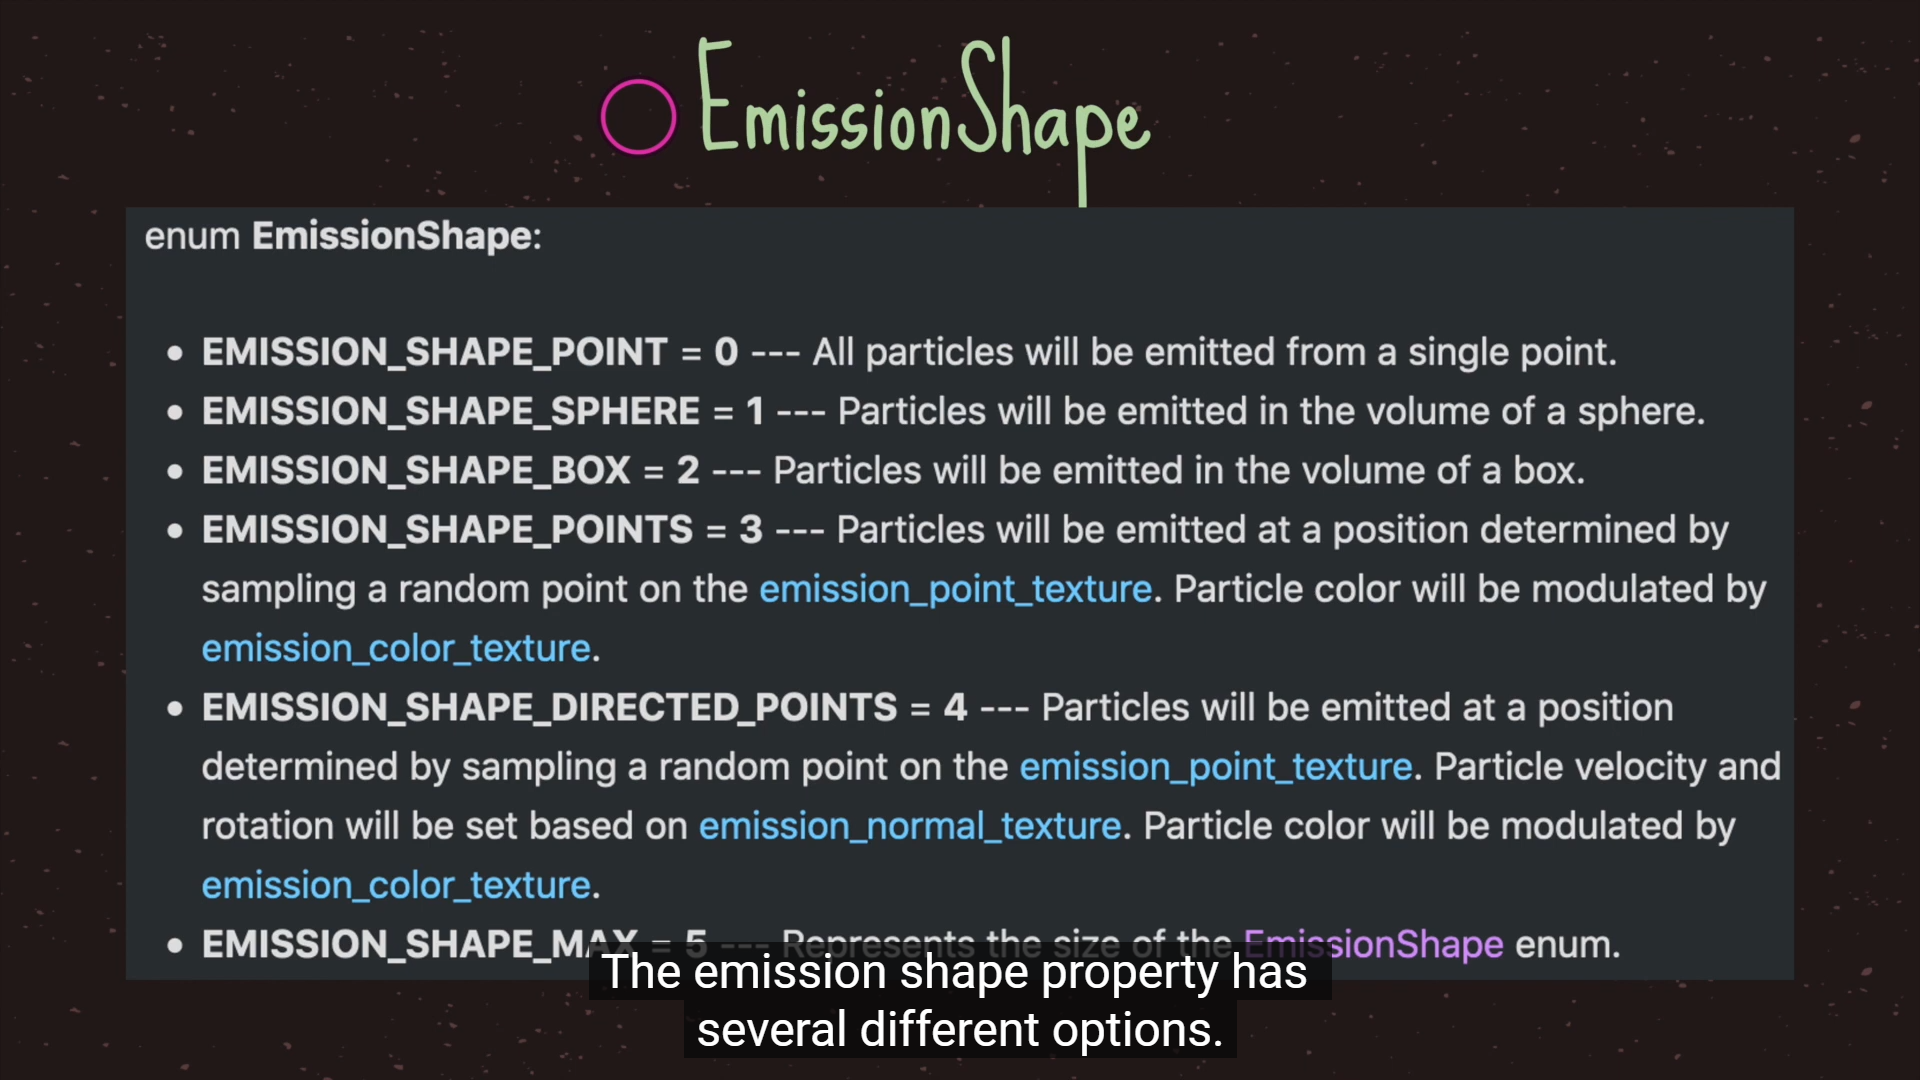 EmissionShape
enum EmissionShape:
• EMISSION_SHAPE_POINT = 0 --- All particles will be emitted from a single point.
• EMISSION_SHAPE_SPHERE = 1 --- Particles will be emitted in the volume of a sphere.
• EMISSION_SHAPE_BOX = 2 --- Particles will be emitted in the volume of a box.
• EMISSION_SHAPE_POINTS = 3 --- Particles will be emitted at a position determined by
sampling a random point on the emission_point_texture. Particle color will be modulated by
emission_color_texture.
• EMISSION_SHAPE_DIRECTED_POINTS = 4 --- Particles will be emitted at a position
determined by sampling a random point on the emission_point_texture. Particle velocity and
rotation will be set based on emission_normal_texture. Particle color will be modulated by
emission_color_texture.
• EMISSION_SHAPE_MAX = 5 --- Represents the size of the EmissionShape enum.
The emission shape property has
several different options.